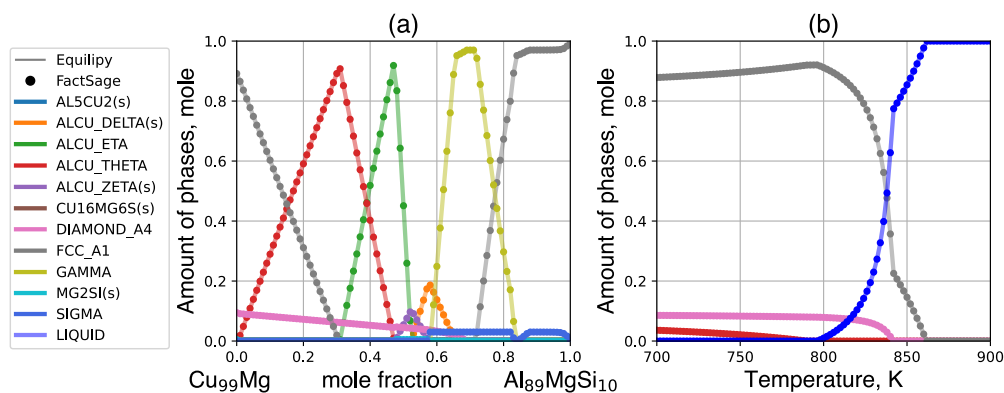 Equilipy
FactSage
AL5CU2(s)
ALCU_DELTA(s)
ALCU_ETA
ALCU_THETA
ALCU_ZETA(s)
CU16MG6S(s)
DIAMOND_A4
FCC_A1
GAMMA
MG2SI(s)
SIGMA
LIQUID
(a)
Amount of phases, mole
1.0
0.8
0.6
0.4
0.2
0.0
0.0 0.2 0.4 0.6 0.8 1.0
Cu₉₉Mg mole fraction Al₈₉MgSi₁₀
(b)
Amount of phases, mole
1.0
0.8
0.6
0.4
0.2
0.0
700 750 800 850 900
Temperature, K